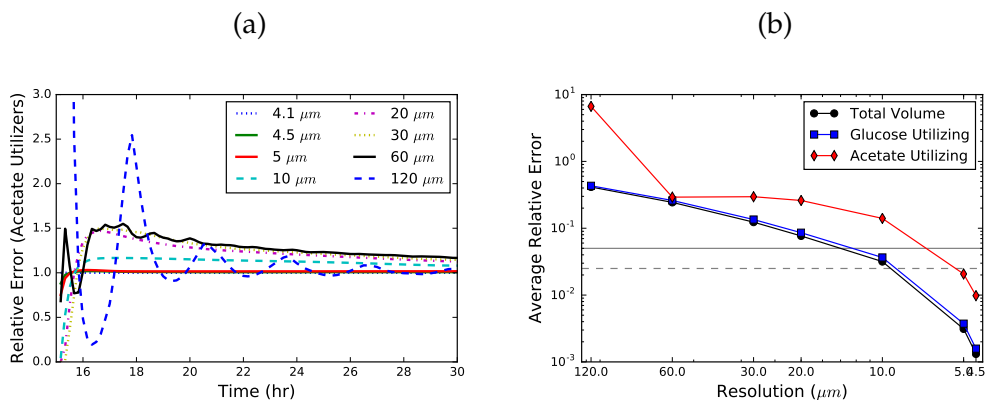 (a)
(b)
Relative Error (Acetate Utilizers)
3.0
2.5
2.0
1.5
1.0
0.5
0.0
16 18 20 22 24 26 28 30
Time (hr)
4.1 μm
4.5 μm
5 μm
10 μm
20 μm
30 μm
60 μm
120 μm
Average Relative Error
10^1
10^0
10^-1
10^-2
10^-3
120.0 60.0 30.0 20.0 10.0 5.0 4.5
Resolution (μm)
Total Volume
Glucose Utilizing
Acetate Utilizing